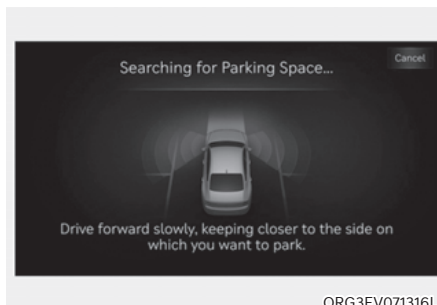 Searching for Parking Space...
Cancel
Drive forward slowly, keeping closer to the side on
which you want to park.
ORG3EV071316L